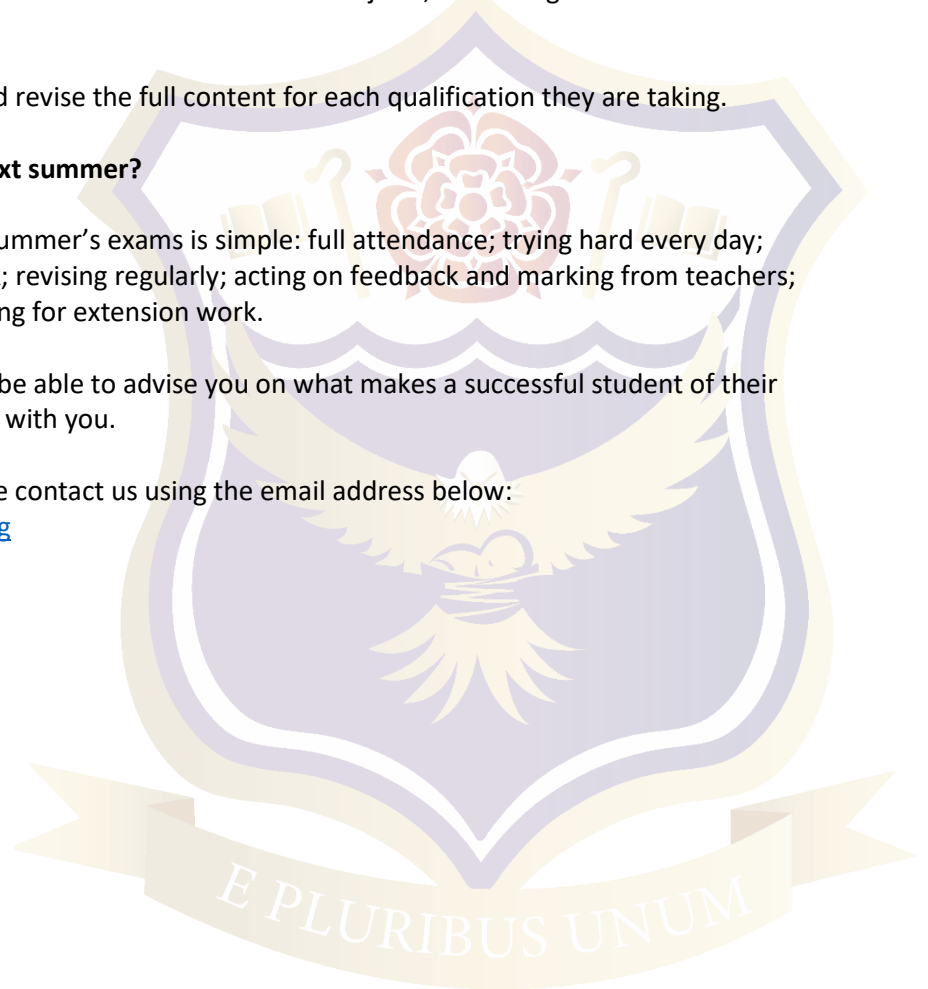 d revise the full content for each qualification they are taking.
xt summer?
ummer’s exams is simple: full attendance; trying hard every day;
; revising regularly; acting on feedback and marking from teachers;
ng for extension work.
be able to advise you on what makes a successful student of their
with you.
e contact us using the email address below:
g
E PLURIBUS UNUM